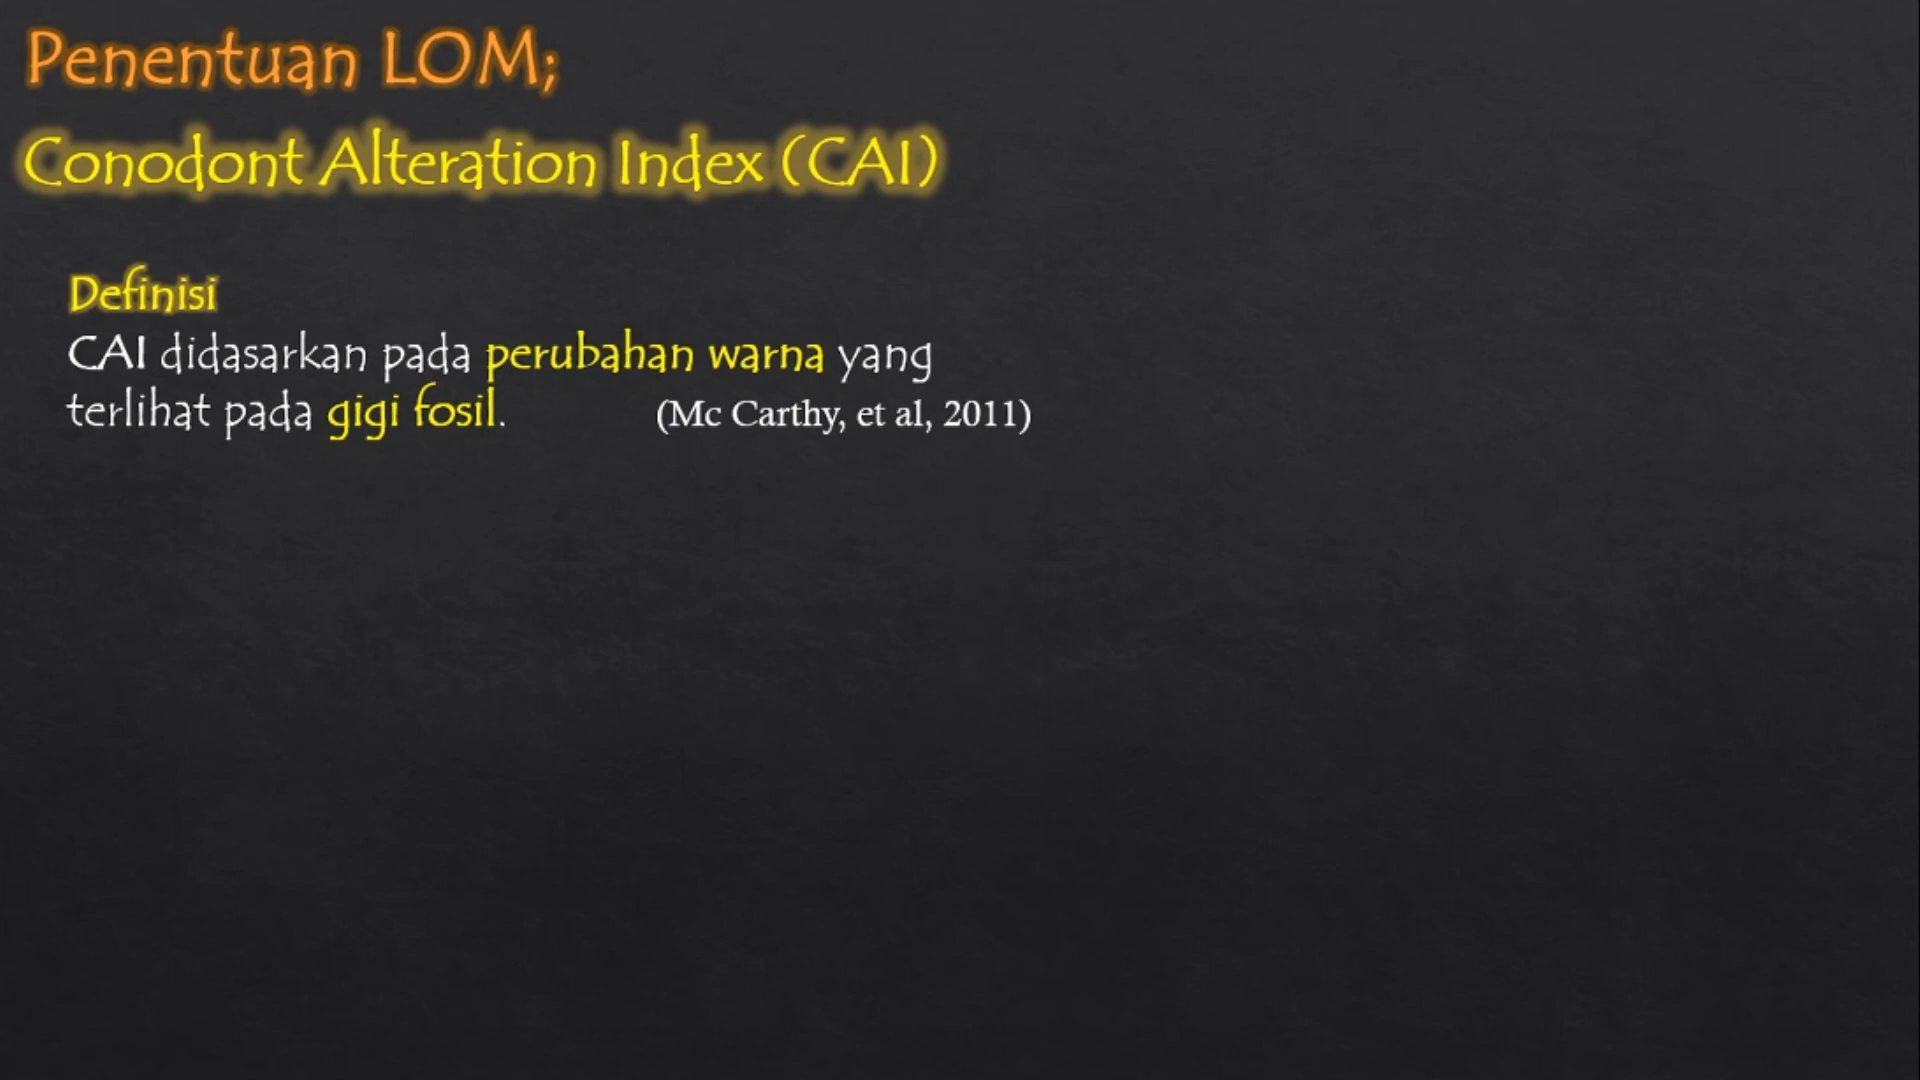 Penentuan LOM;
Conodont Alteration Index (CAI)
Definisi
CAI didasarkan pada perubahan warna yang
terlihat pada gigi fosil. (Mc Carthy, et al, 2011)